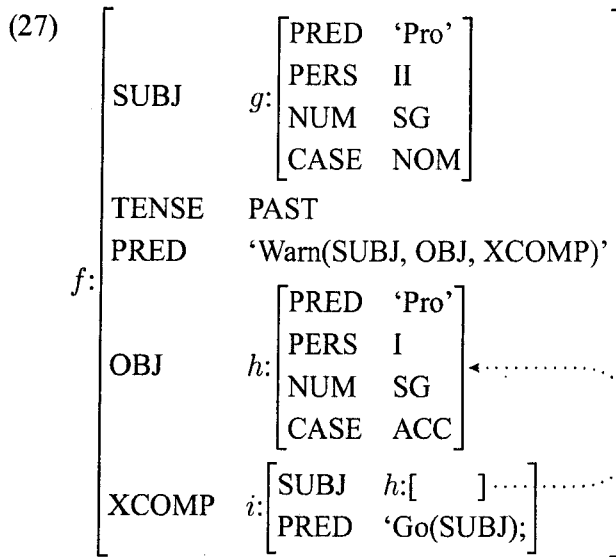 (27)
PRED ‘Pro’
PERS II
SUBJ g: NUM SG
CASE NOM
TENSE PAST
PRED ‘Warn(SUBJ, OBJ, XCOMP)’
f:
PRED ‘Pro’
PERS I
OBJ h: NUM SG
CASE ACC
SUBJ h:[ ]
XCOMP i:
PRED ‘Go(SUBJ);